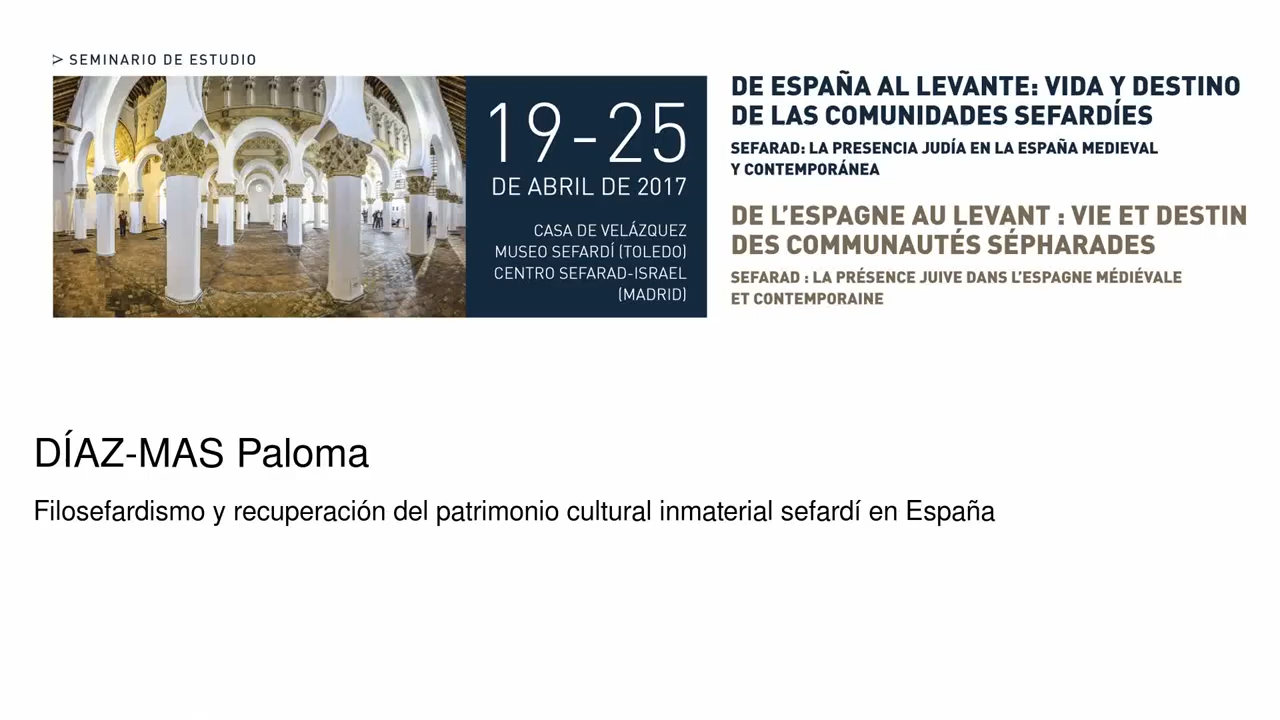 > SEMINARIO DE ESTUDIO
19-25
DE ABRIL DE 2017
CASA DE VELÁZQUEZ
MUSEO SEFARDÍ (TOLEDO)
CENTRO SEFARAD-ISRAEL
(MADRID)
DE ESPAÑA AL LEVANTE: VIDA Y DESTINO
DE LAS COMUNIDADES SEFARDÍES
SEFARAD: LA PRESENCIA JUDÍA EN LA ESPAÑA MEDIEVAL
Y CONTEMPORÁNEA
DE L'ESPAGNE AU LEVANT : VIE ET DESTIN
DES COMMUNAUTÉS SÉPHARADES
SEFARAD : LA PRÉSENCE JUIVE DANS L'ESPAGNE MÉDIÉVALE
ET CONTEMPORAINE
DÍAZ-MAS Paloma
Filosefardismo y recuperación del patrimonio cultural inmaterial sefardí en España